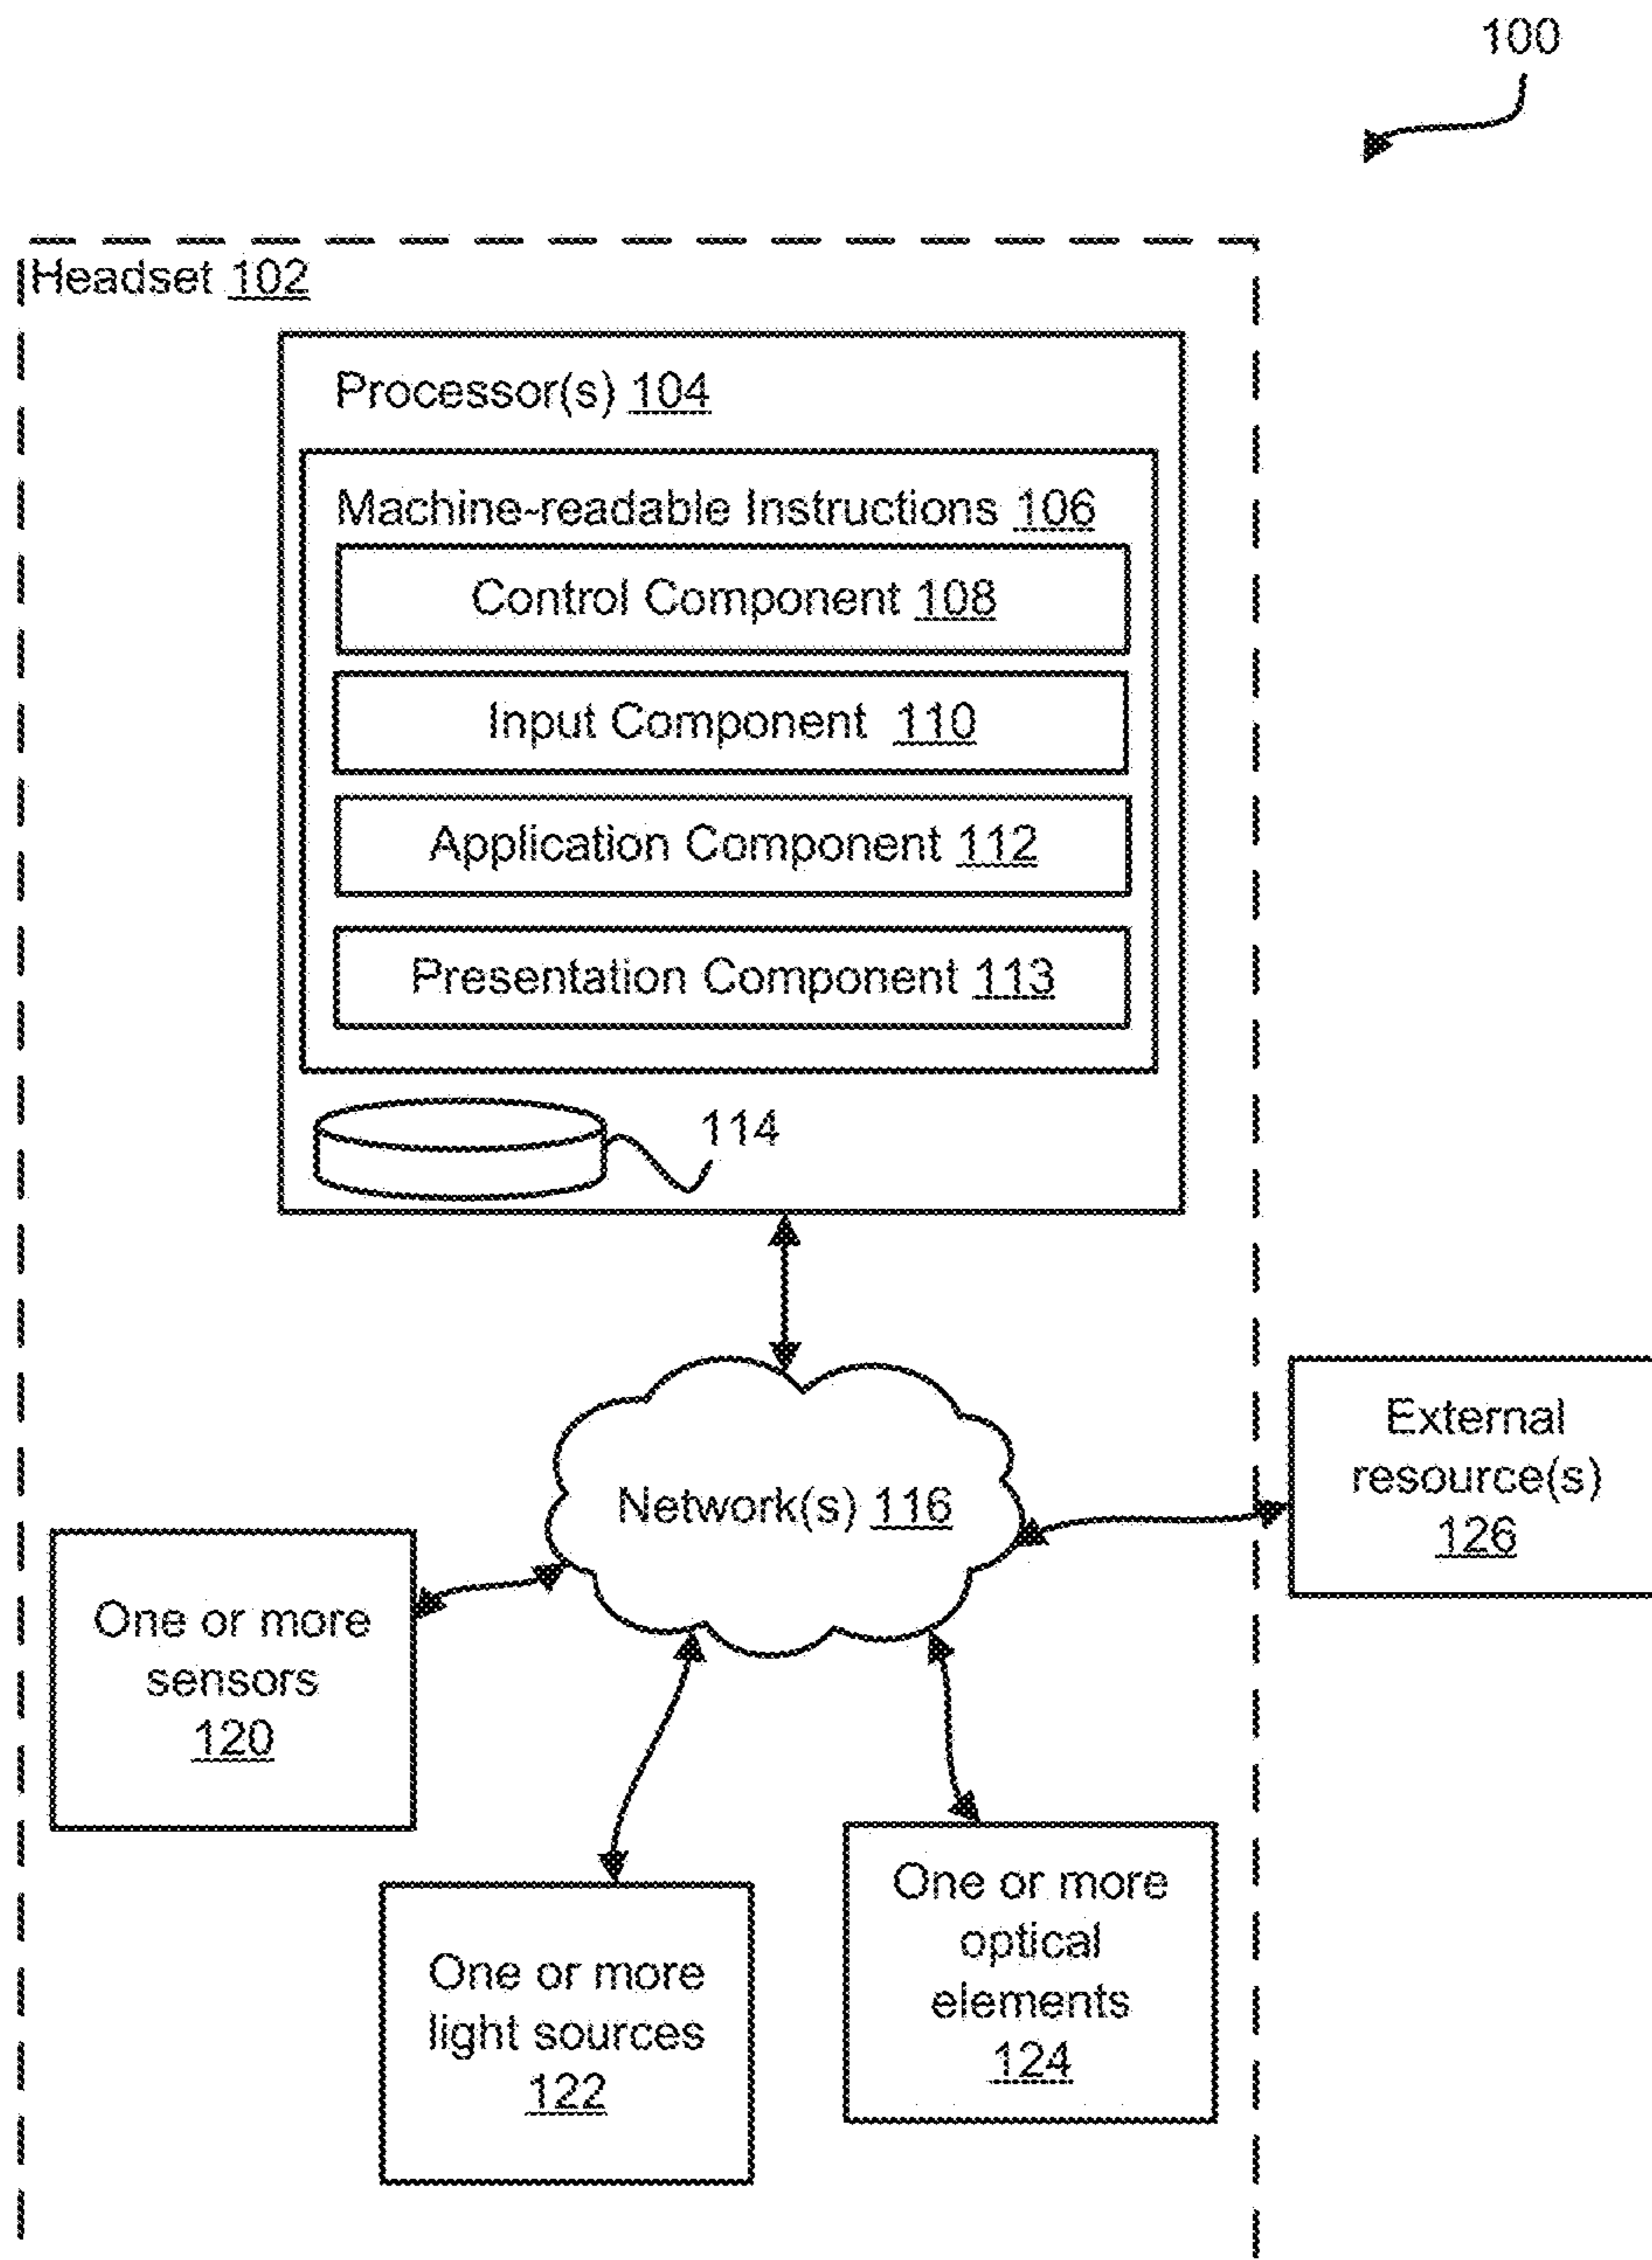 100
Headset 102
Processor(s) 104
Machine-readable Instructions 106
Control Component 108
Input Component 110
Application Component 112
Presentation Component 113
114
Network(s) 116
External
resource(s)
126
One or more
sensors
120
One or more
light sources
122
One or more
optical
elements
124